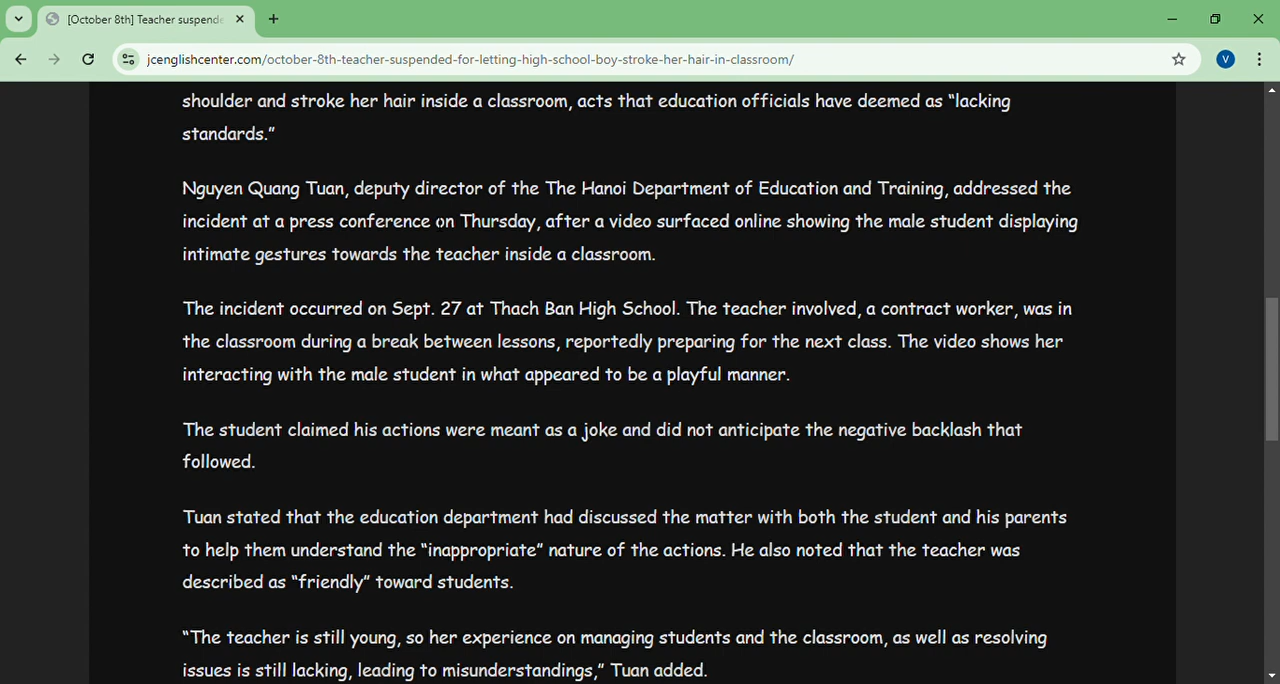 [October 8th] Teacher suspende
jcenglishcenter.com/october-8th-teacher-suspended-for-letting-high-school-boy-stroke-her-hair-in-classroom/
V
shoulder and stroke her hair inside a classroom, acts that education officials have deemed as “lacking
standards.”
Nguyen Quang Tuan, deputy director of the The Hanoi Department of Education and Training, addressed the
incident at a press conference on Thursday, after a video surfaced online showing the male student displaying
intimate gestures towards the teacher inside a classroom.
The incident occurred on Sept. 27 at Thach Ban High School. The teacher involved, a contract worker, was in
the classroom during a break between lessons, reportedly preparing for the next class. The video shows her
interacting with the male student in what appeared to be a playful manner.
The student claimed his actions were meant as a joke and did not anticipate the negative backlash that
followed.
Tuan stated that the education department had discussed the matter with both the student and his parents
to help them understand the “inappropriate” nature of the actions. He also noted that the teacher was
described as “friendly” toward students.
“The teacher is still young, so her experience on managing students and the classroom, as well as resolving
issues is still lacking, leading to misunderstandings,” Tuan added.